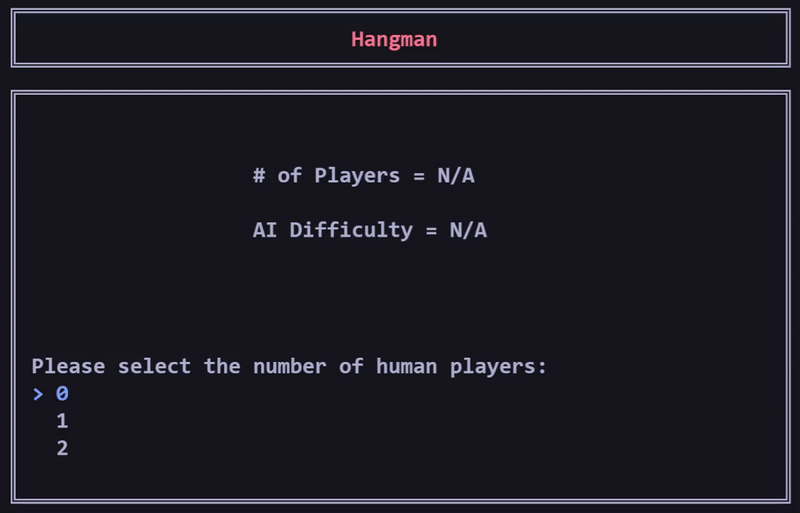 Hangman
# of Players = N/A
AI Difficulty = N/A
Please select the number of human players:
> 0
1
2